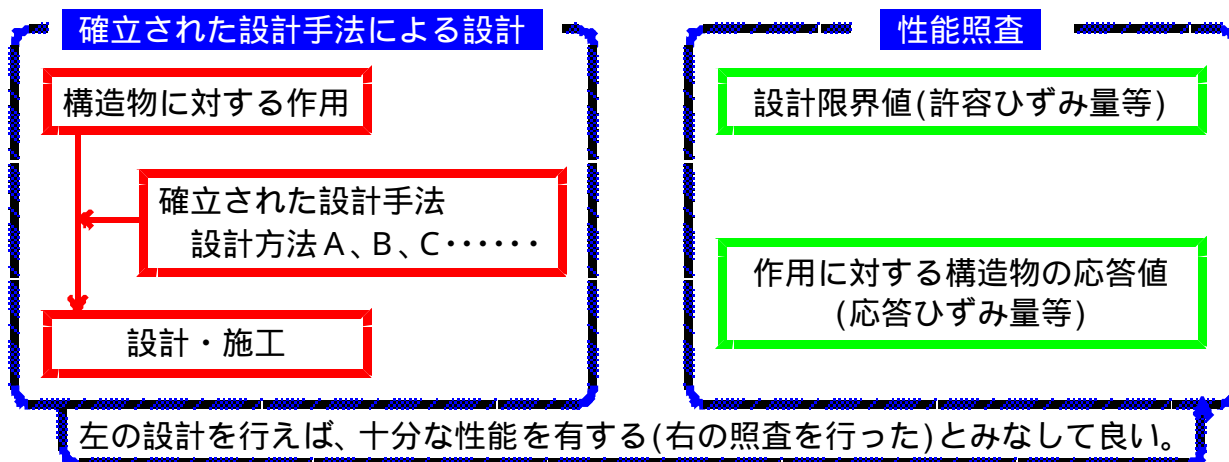 確立された設計手法による設計
構造物に対する作用
確立された設計手法
設計方法A、B、C・・・・・・
設計・施工
性能照査
設計限界値(許容ひずみ量等)
作用に対する構造物の応答値
(応答ひずみ量等)
左の設計を行えば、十分な性能を有する(右の照査を行った)とみなして良い。